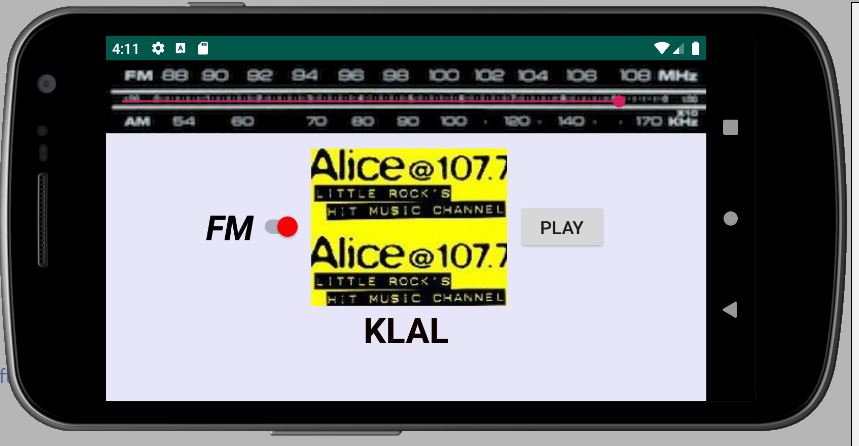 4:11
FM 88 90 92 94 96 98 100 102 104 106 108 MHz
AM 54 60 70 80 90 100 120 140 170 KHz
X10
Alice@107.7
LITTLE ROCK'S
HIT MUSIC CHANNEL
FM
PLAY
Alice@107.7
LITTLE ROCK'S
HIT MUSIC CHANNEL
KLAL